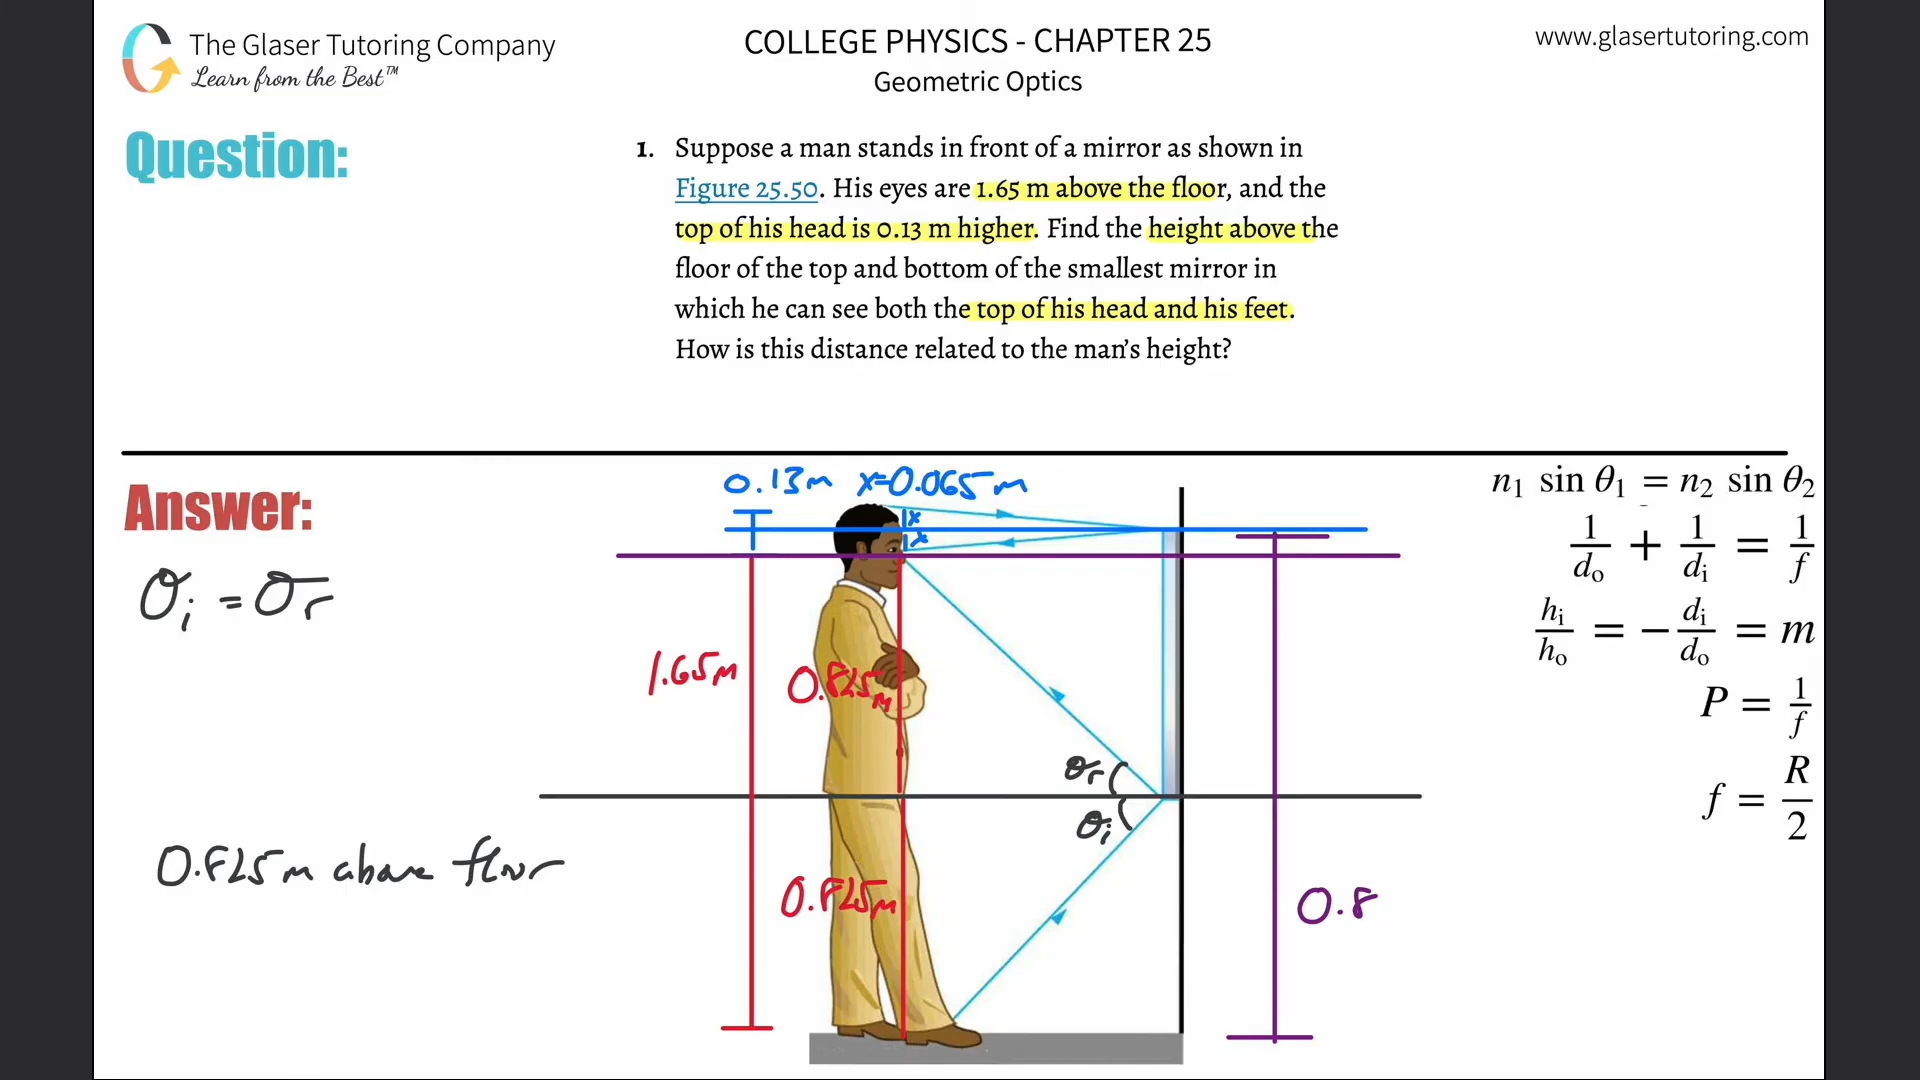 The Glaser Tutoring Company
Learn from the Best™
COLLEGE PHYSICS - CHAPTER 25
Geometric Optics
www.glasertutoring.com
Question:
1. Suppose a man stands in front of a mirror as shown in
Figure 25.50. His eyes are 1.65 m above the floor, and the
top of his head is 0.13 m higher. Find the height above the
floor of the top and bottom of the smallest mirror in
which he can see both the top of his head and his feet.
How is this distance related to the man's height?
Answer:
θi = θr
0.825m above floor
0.13m x=0.065m
x
x
1.65m
0.825m
θr
θi
0.825m
0.8
n₁ sin θ₁ = n₂ sin θ₂
1/dₒ + 1/dᵢ = 1/f
hᵢ/hₒ = −dᵢ/dₒ = m
P = 1/f
f = R/2